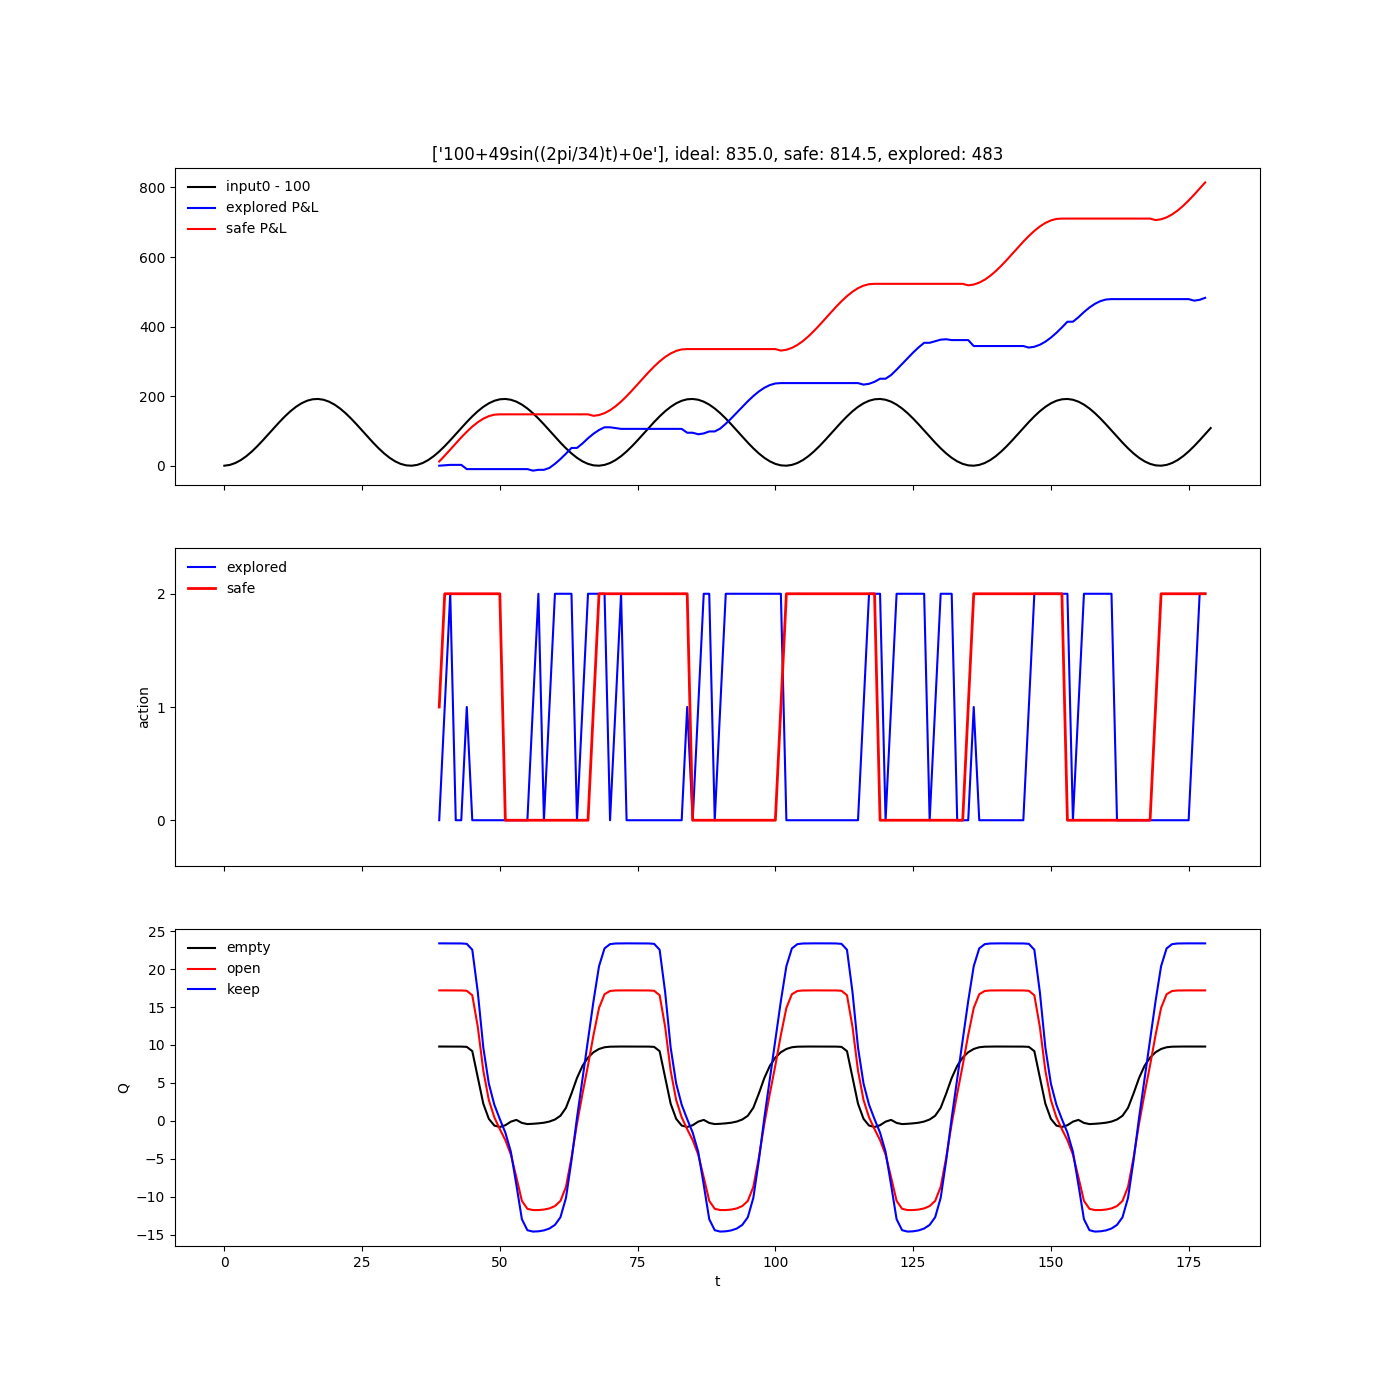 ['100+49sin((2pi/34)t)+0e'], ideal: 835.0, safe: 814.5, explored: 483
800
600
400
200
0
input0 - 100
explored P&L
safe P&L
2
1
0
action
explored
safe
25
20
15
10
5
0
−5
−10
−15
Q
empty
open
keep
0 25 50 75 100 125 150 175
t